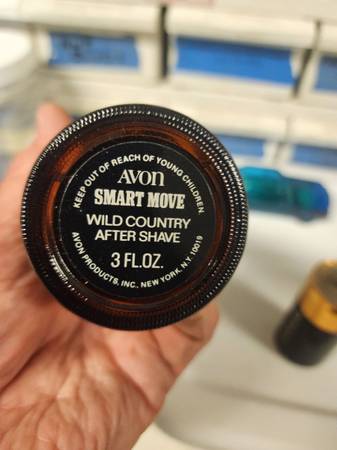 KEEP OUT OF REACH OF YOUNG CHILDREN.
AVON
SMART MOVE
WILD COUNTRY
AFTER SHAVE
3 FL.OZ.
AVON PRODUCTS, INC. NEW YORK, N.Y. 10019